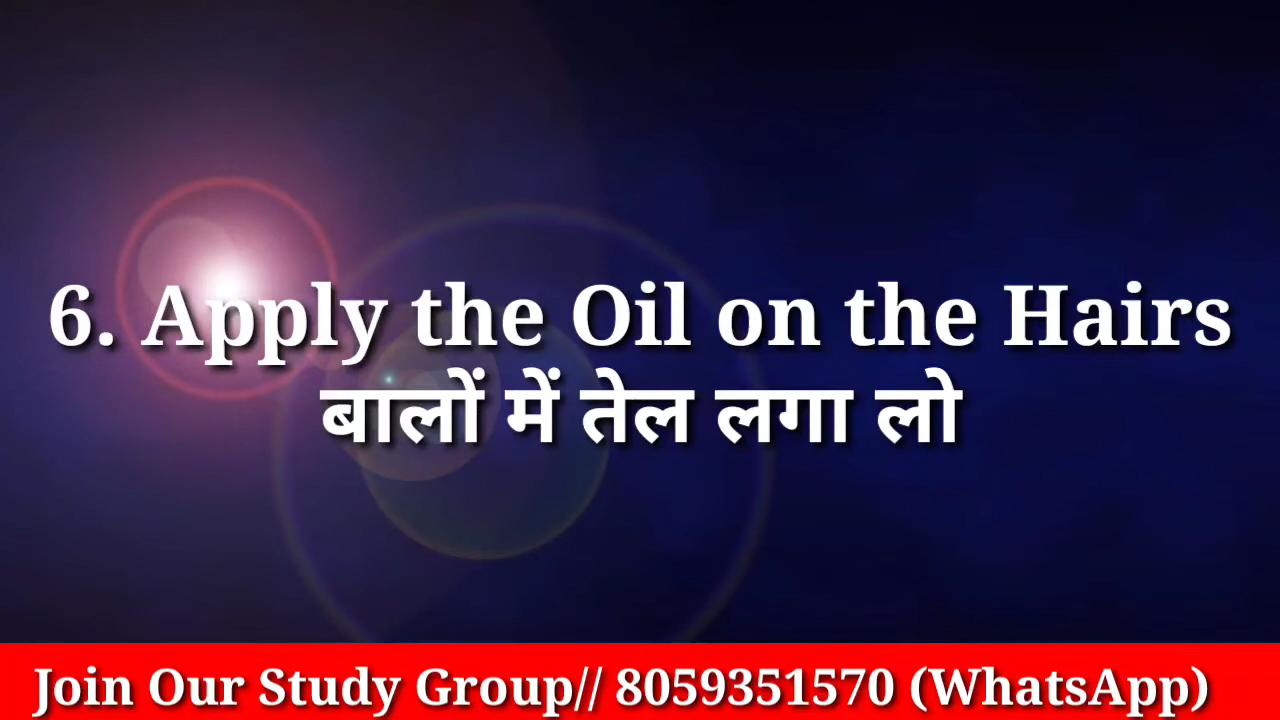 6. Apply the Oil on the Hairs
बालों में तेल लगा लो
Join Our Study Group// 8059351570 (WhatsApp)